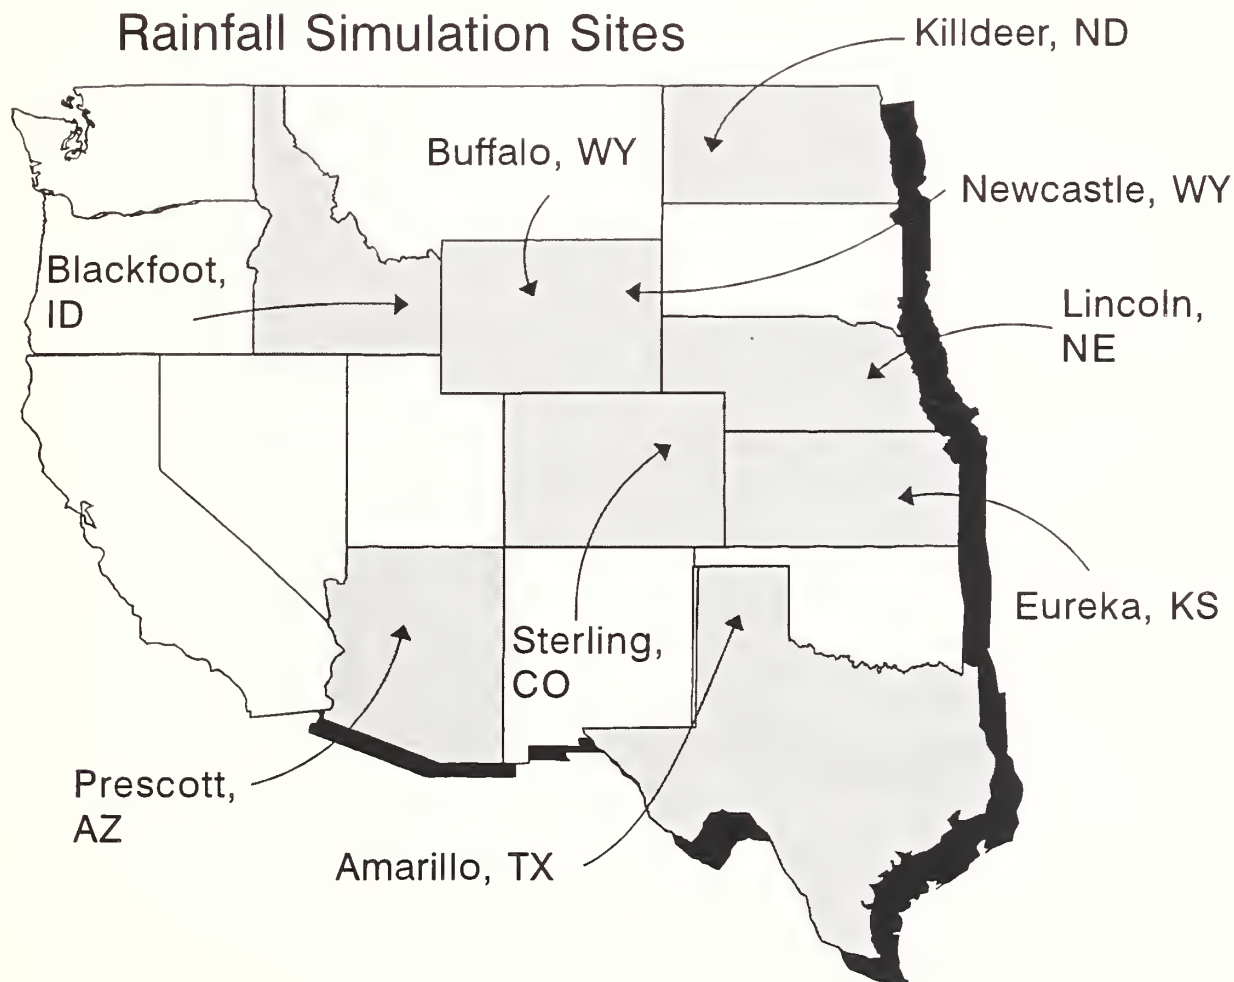 Rainfall Simulation Sites
Killdeer, ND
Buffalo, WY
Newcastle, WY
Blackfoot,
ID
Lincoln,
NE
Eureka, KS
Sterling,
CO
Prescott,
AZ
Amarillo, TX